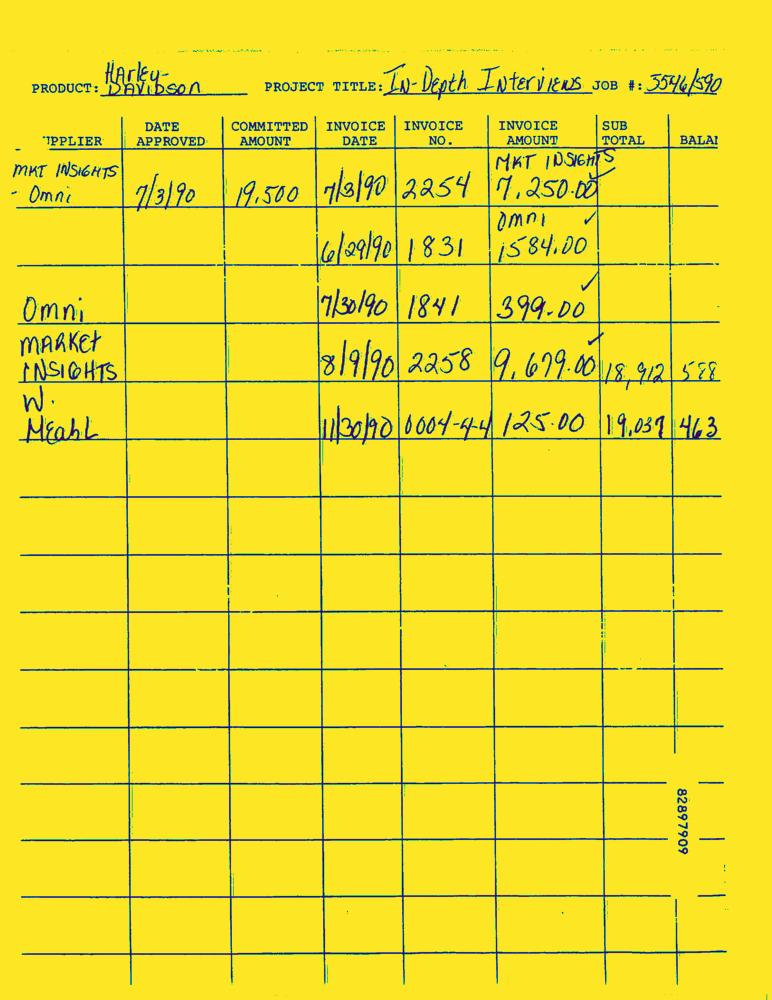 PRODUCT: Harley-Davidson PROJECT TITLE: In-Depth Interviews JOB #: 3546/590
UPPLIER DATE APPROVED COMMITTED AMOUNT INVOICE DATE INVOICE NO. INVOICE AMOUNT SUB TOTAL BALAN
MKT INSIGHTS MKT INSIGHTS
- Omni 7/3/90 19,500 7/3/90 2254 7,250.00
Omni
6/29/90 1831 1584.00
Omni 7/30/90 1841 399.00
MARKET
INSIGHTS 8/9/90 2258 9,679.00 18,912 588
W.
Meahl 11/30/90 0004-4-4 125.00 19,037 463
82897909